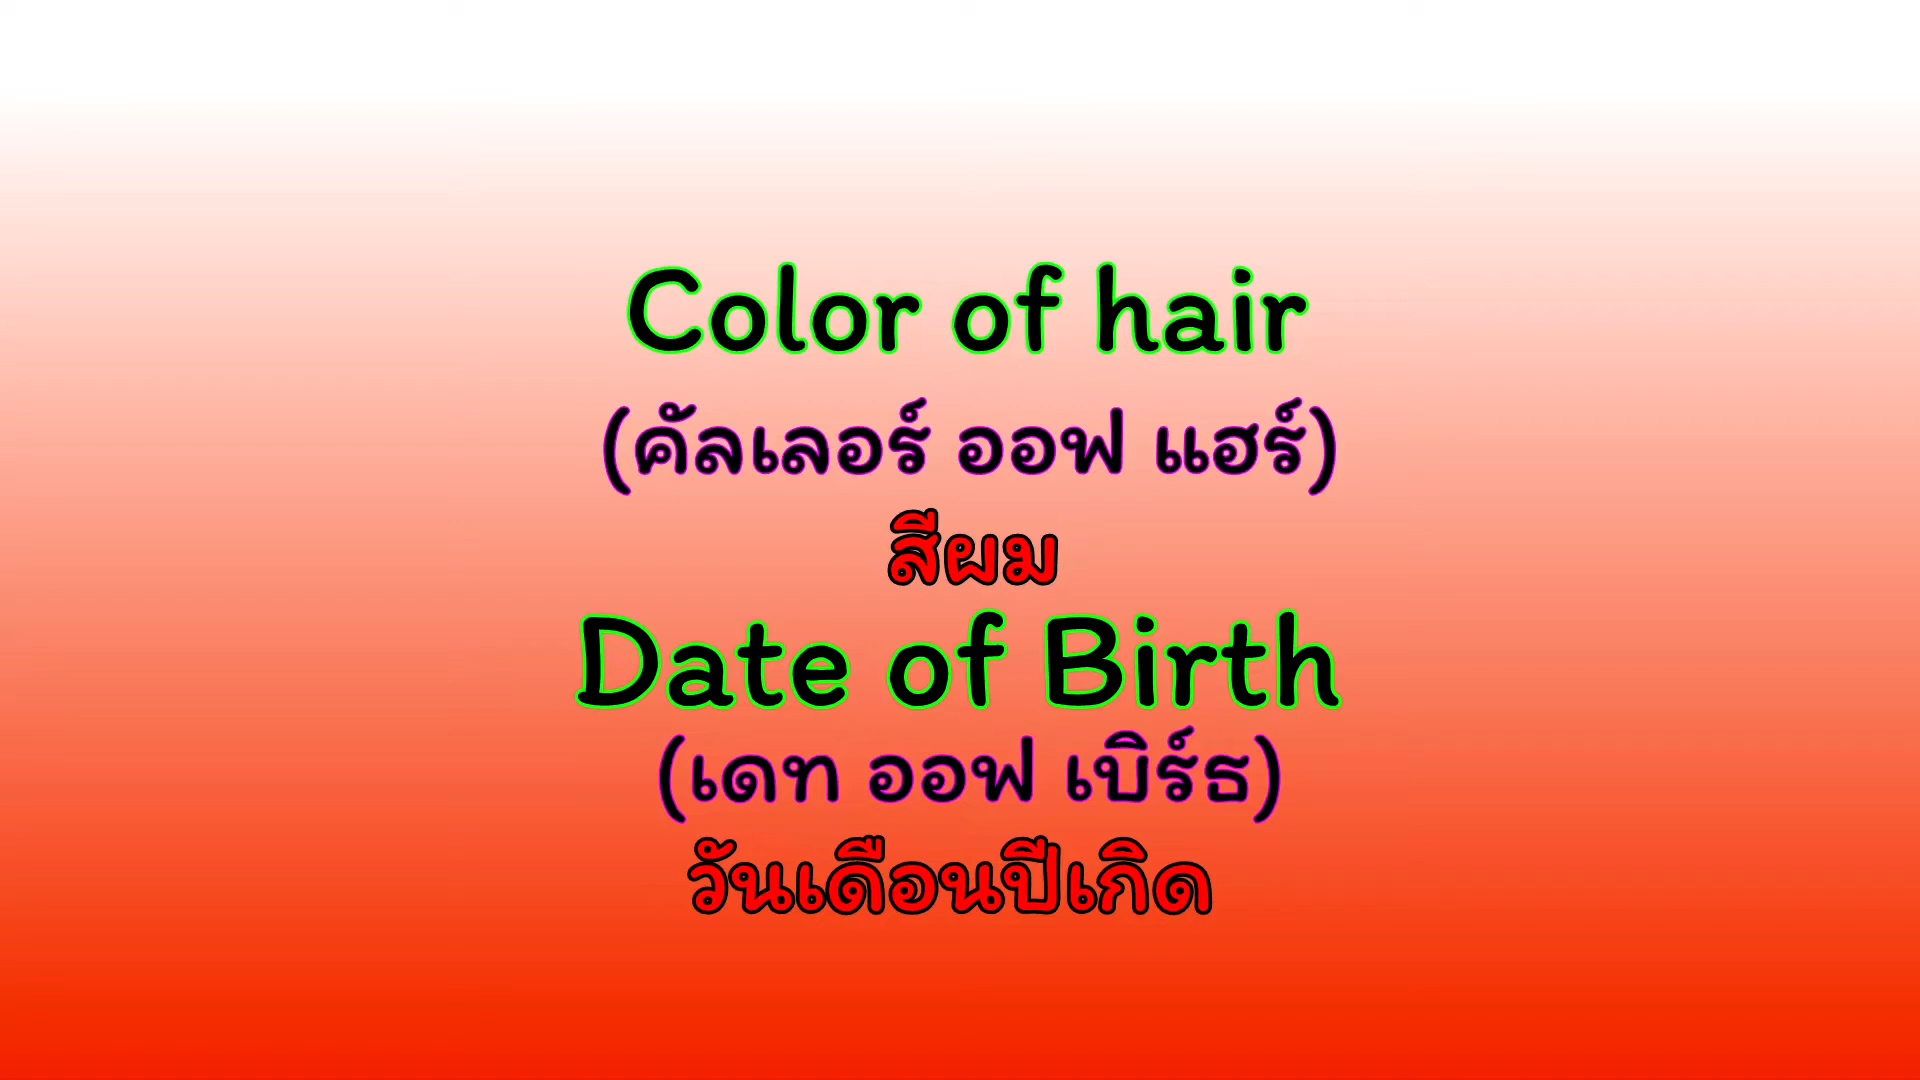 Color of hair
(คัลเลอร์ ออฟ แฮร์)
สีผม
Date of Birth
(เดท ออฟ เบิร์ธ)
วันเดือนปีเกิด